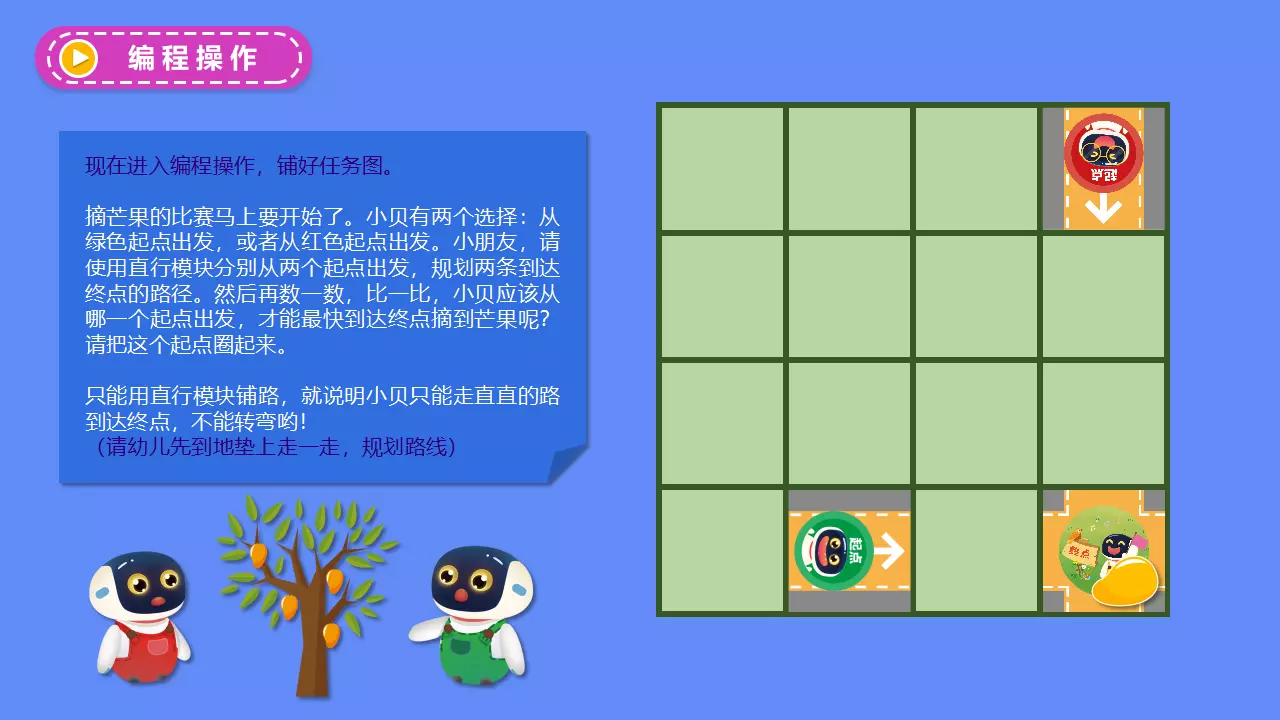 编程操作
现在进入编程操作，铺好任务图。
摘芒果的比赛马上要开始了。小贝有两个选择：从
绿色起点出发，或者从红色起点出发。小朋友，请
使用直行模块分别从两个起点出发，规划两条到达
终点的路径。然后再数一数，比一比，小贝应该从
哪一个起点出发，才能最快到达终点摘到芒果呢？
请把这个起点圈起来。
只能用直行模块铺路，就说明小贝只能走直直的路
到达终点，不能转弯哟！
（请幼儿先到地垫上走一走，规划路线）
起点
起点
终点